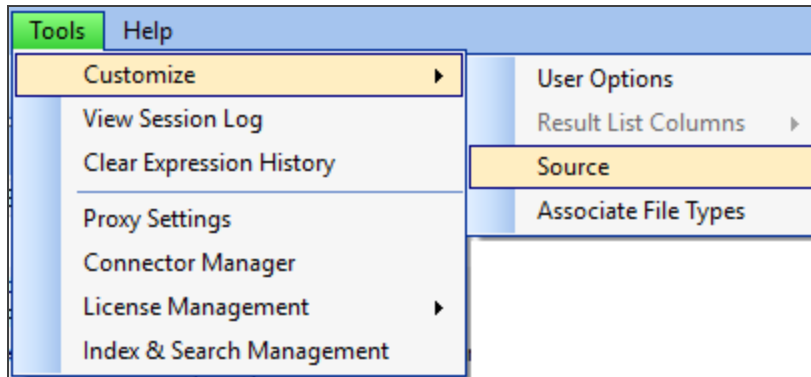 Tools Help
Customize
View Session Log
Clear Expression History
Proxy Settings
Connector Manager
License Management
Index & Search Management
User Options
Result List Columns
Source
Associate File Types